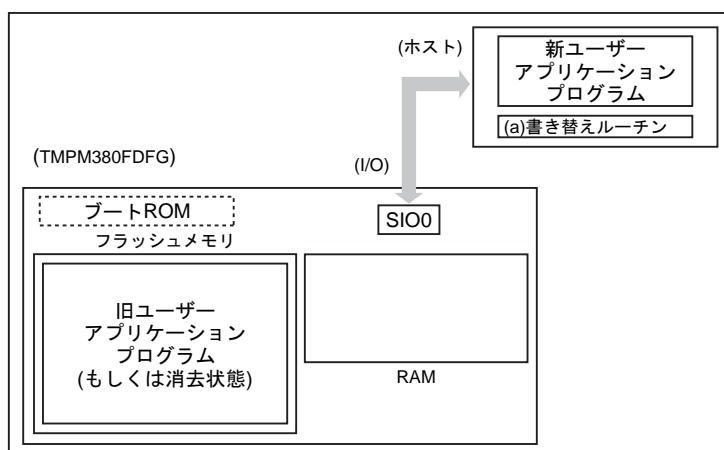 (ホスト)
新ユーザー
アプリケーション
プログラム
(a)書き替えルーチン
(TMPM380FDFG)
(I/O)
ブートROM
SIO0
フラッシュメモリ
旧ユーザー
アプリケーション
プログラム
(もしくは消去状態)
RAM